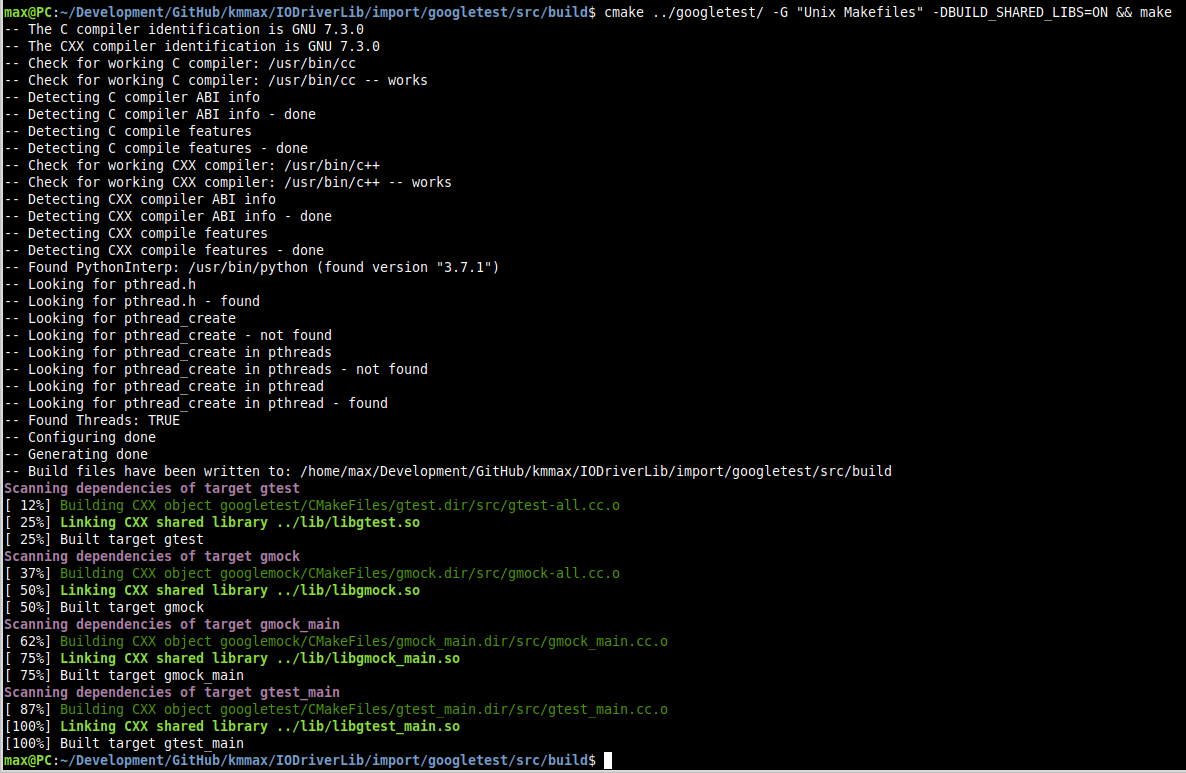 max@PC:~/Development/GitHub/kmmax/IODriverLib/import/googletest/src/build$ cmake ../googletest/ -G "Unix Makefiles" -DBUILD_SHARED_LIBS=ON && make
-- The C compiler identification is GNU 7.3.0
-- The CXX compiler identification is GNU 7.3.0
-- Check for working C compiler: /usr/bin/cc
-- Check for working C compiler: /usr/bin/cc -- works
-- Detecting C compiler ABI info
-- Detecting C compiler ABI info - done
-- Detecting C compile features
-- Detecting C compile features - done
-- Check for working CXX compiler: /usr/bin/c++
-- Check for working CXX compiler: /usr/bin/c++ -- works
-- Detecting CXX compiler ABI info
-- Detecting CXX compiler ABI info - done
-- Detecting CXX compile features
-- Detecting CXX compile features - done
-- Found PythonInterp: /usr/bin/python (found version "3.7.1")
-- Looking for pthread.h
-- Looking for pthread.h - found
-- Looking for pthread_create
-- Looking for pthread_create - not found
-- Looking for pthread_create in pthreads
-- Looking for pthread_create in pthreads - not found
-- Looking for pthread_create in pthread
-- Looking for pthread_create in pthread - found
-- Found Threads: TRUE
-- Configuring done
-- Generating done
-- Build files have been written to: /home/max/Development/GitHub/kmmax/IODriverLib/import/googletest/src/build
Scanning dependencies of target gtest
[ 12%] Building CXX object googletest/CMakeFiles/gtest.dir/src/gtest-all.cc.o
[ 25%] Linking CXX shared library ../lib/libgtest.so
[ 25%] Built target gtest
Scanning dependencies of target gmock
[ 37%] Building CXX object googlemock/CMakeFiles/gmock.dir/src/gmock-all.cc.o
[ 50%] Linking CXX shared library ../lib/libgmock.so
[ 50%] Built target gmock
Scanning dependencies of target gmock_main
[ 62%] Building CXX object googlemock/CMakeFiles/gmock_main.dir/src/gmock_main.cc.o
[ 75%] Linking CXX shared library ../lib/libgmock_main.so
[ 75%] Built target gmock_main
Scanning dependencies of target gtest_main
[ 87%] Building CXX object googletest/CMakeFiles/gtest_main.dir/src/gtest_main.cc.o
[100%] Linking CXX shared library ../lib/libgtest_main.so
[100%] Built target gtest_main
max@PC:~/Development/GitHub/kmmax/IODriverLib/import/googletest/src/build$